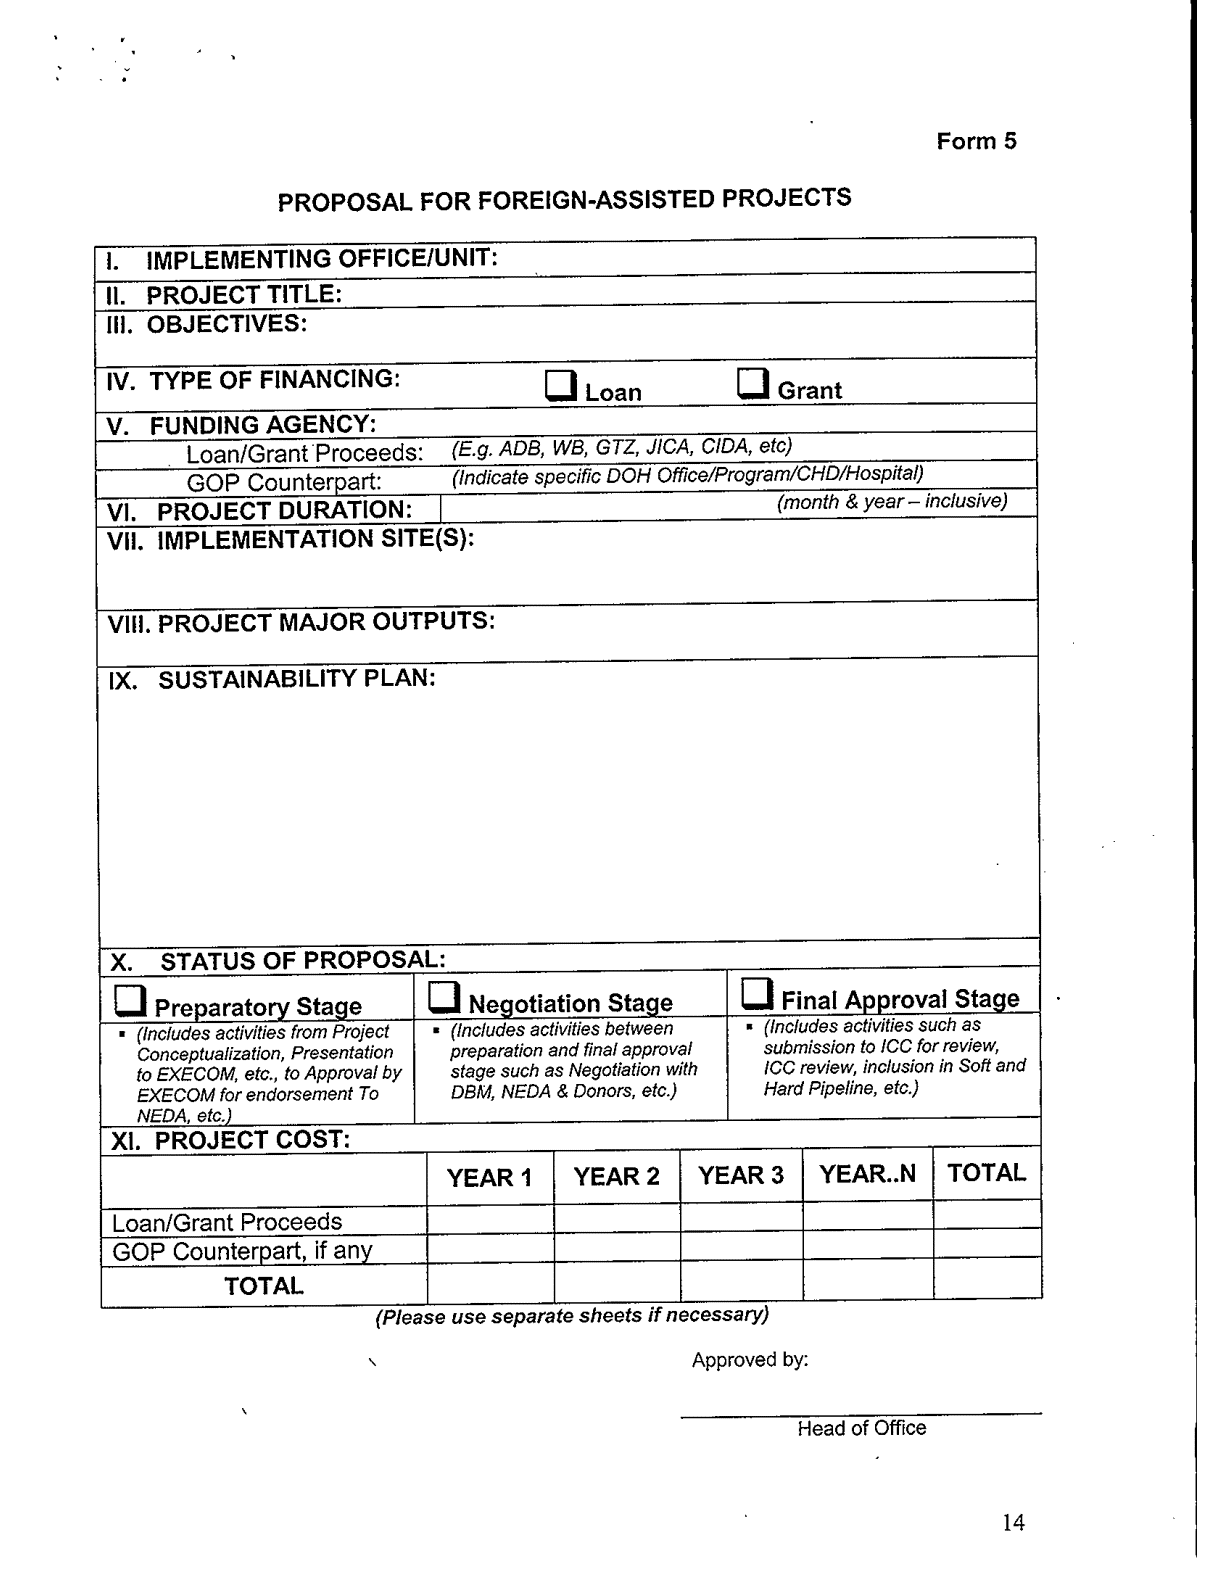 Form 5
PROPOSAL FOR FOREIGN-ASSISTED PROJECTS
I. IMPLEMENTING OFFICE/UNIT:
II. PROJECT TITLE:
III. OBJECTIVES:
IV. TYPE OF FINANCING: Loan Grant
V. FUNDING AGENCY:
Loan/Grant Proceeds: (E.g. ADB, WB, GTZ, JICA, CIDA, etc)
GOP Counterpart: (Indicate specific DOH Office/Program/CHD/Hospital)
VI. PROJECT DURATION: (month & year – inclusive)
VII. IMPLEMENTATION SITE(S):
VIII. PROJECT MAJOR OUTPUTS:
IX. SUSTAINABILITY PLAN:
X. STATUS OF PROPOSAL:
Preparatory Stage
▪ (Includes activities from Project
Conceptualization, Presentation
to EXECOM, etc., to Approval by
EXECOM for endorsement To
NEDA, etc.)
Negotiation Stage
▪ (Includes activities between
preparation and final approval
stage such as Negotiation with
DBM, NEDA & Donors, etc.)
Final Approval Stage
▪ (Includes activities such as
submission to ICC for review,
ICC review, inclusion in Soft and
Hard Pipeline, etc.)
XI. PROJECT COST:
YEAR 1 YEAR 2 YEAR 3 YEAR..N TOTAL
Loan/Grant Proceeds
GOP Counterpart, if any
TOTAL
(Please use separate sheets if necessary)
Approved by:
Head of Office
14